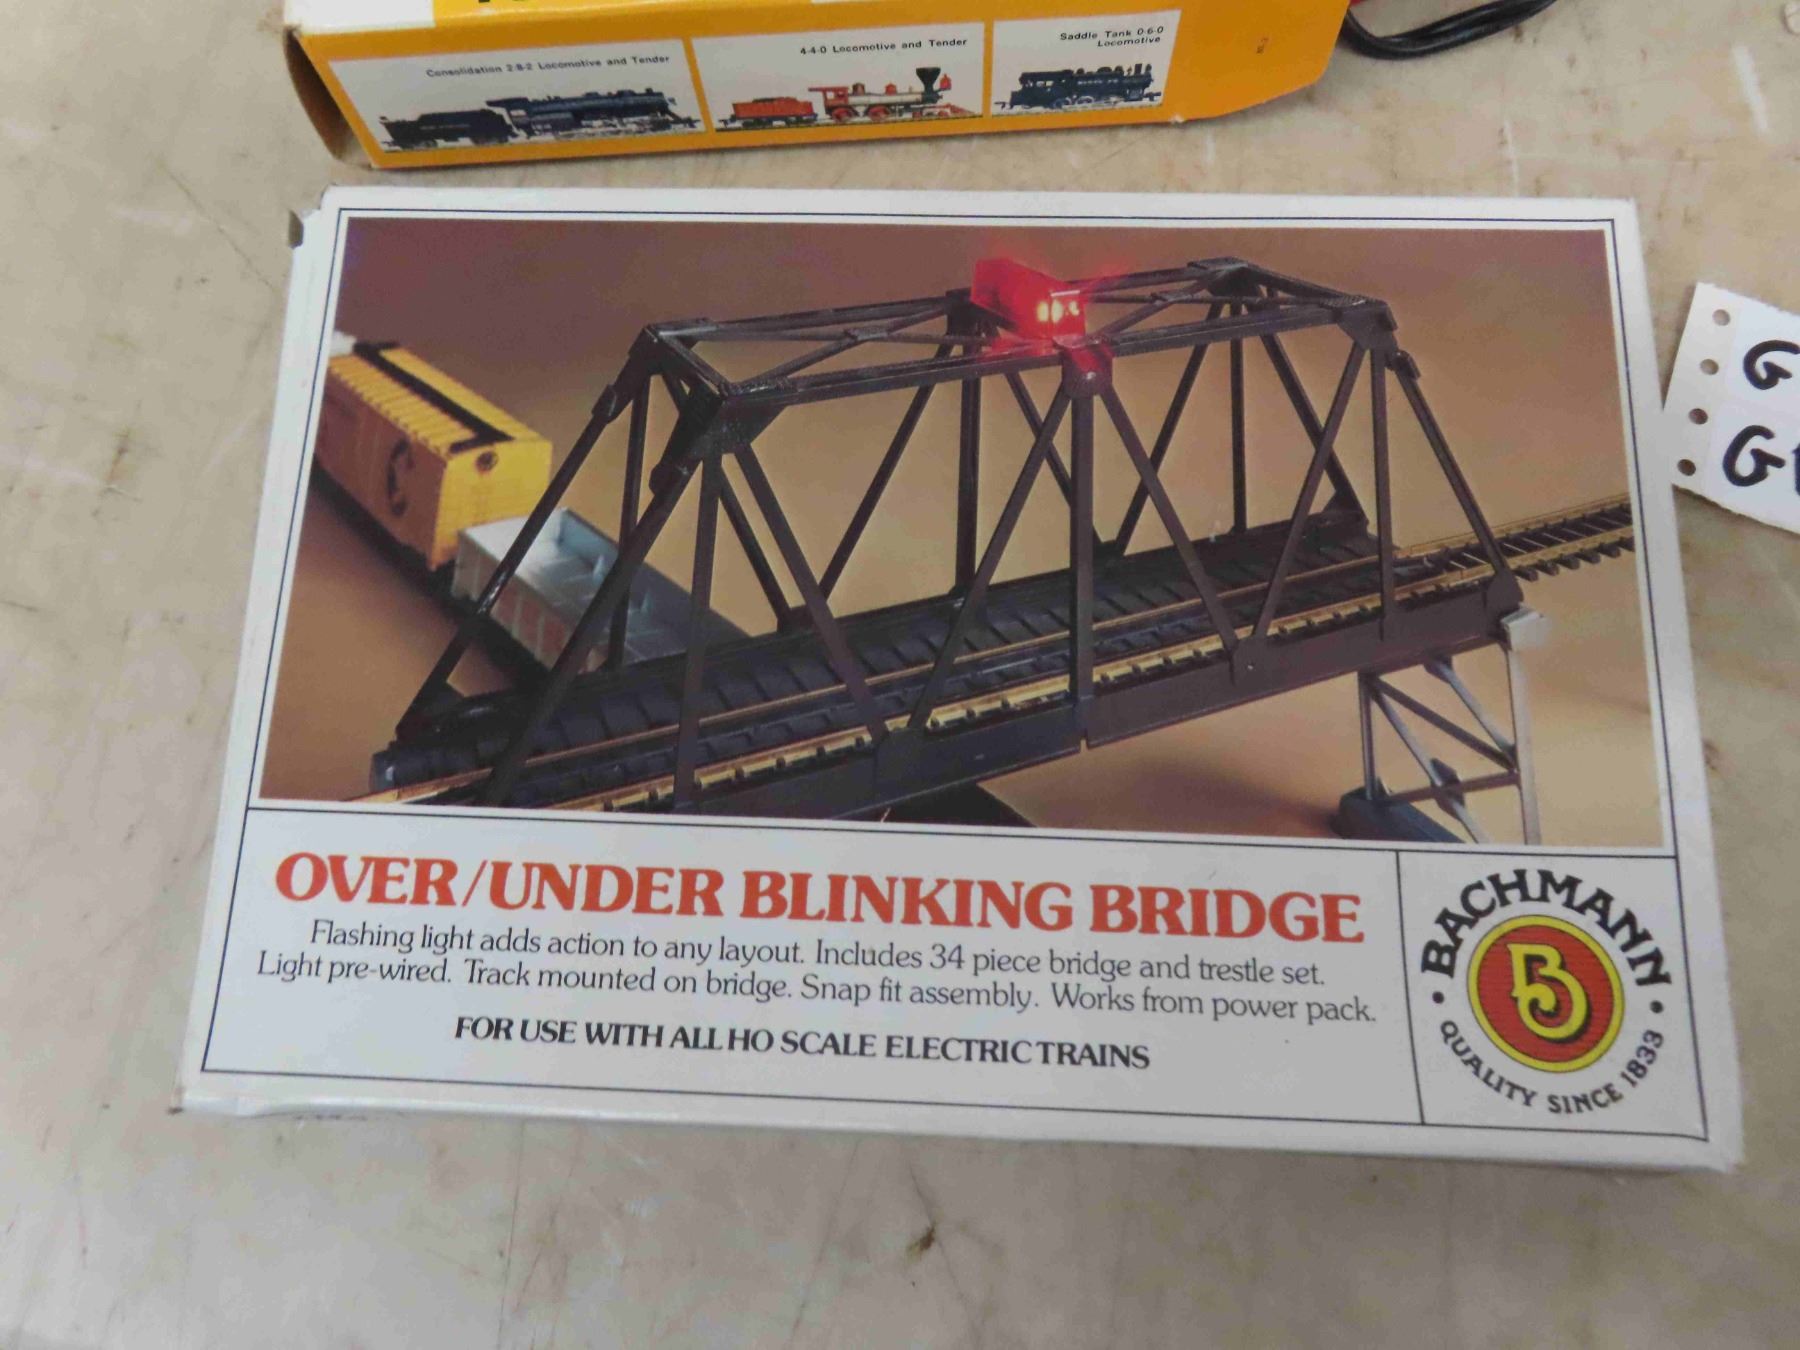 Consolidation 2-8-2 Locomotive and Tender
4-4-0 Locomotive and Tender
Saddle Tank 0-6-0
Locomotive
G
G
OVER/UNDER BLINKING BRIDGE
Flashing light adds action to any layout. Includes 34 piece bridge and trestle set.
Light pre-wired. Track mounted on bridge. Snap fit assembly. Works from power pack.
FOR USE WITH ALL HO SCALE ELECTRIC TRAINS
BACHMANN
B
• QUALITY SINCE 1833 •